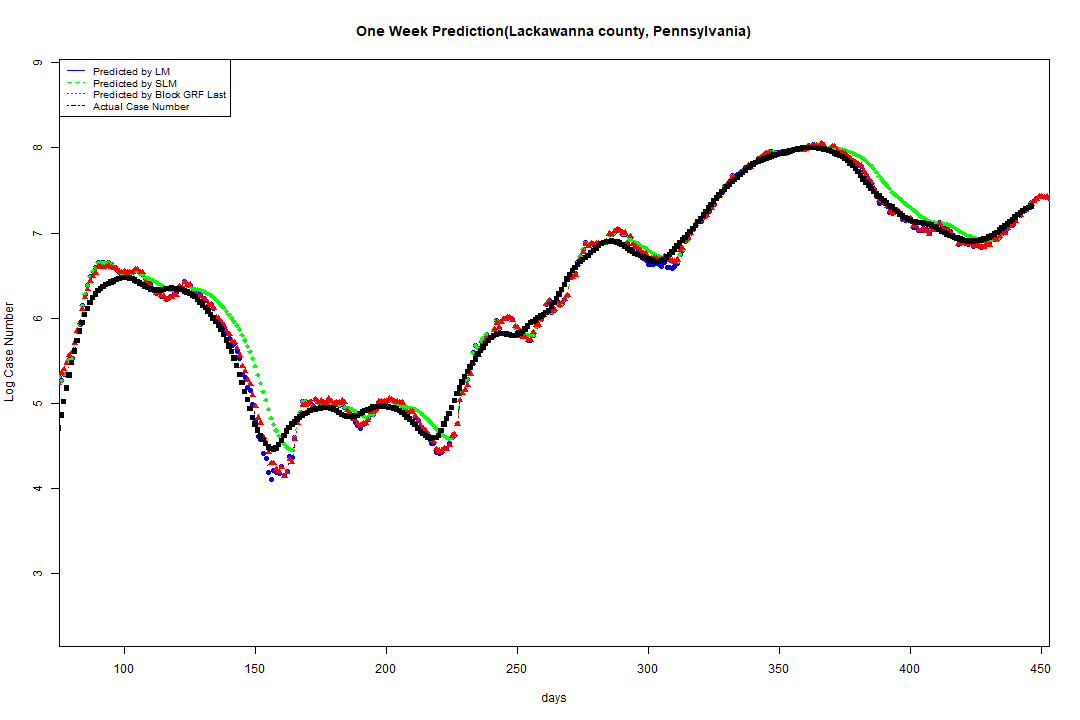 One Week Prediction(Lackawanna county, Pennsylvania)
Predicted by LM
Predicted by SLM
Predicted by Block GRF Last
Actual Case Number
9
8
7
6
5
4
3
Log Case Number
100 150 200 250 300 350 400 450
days